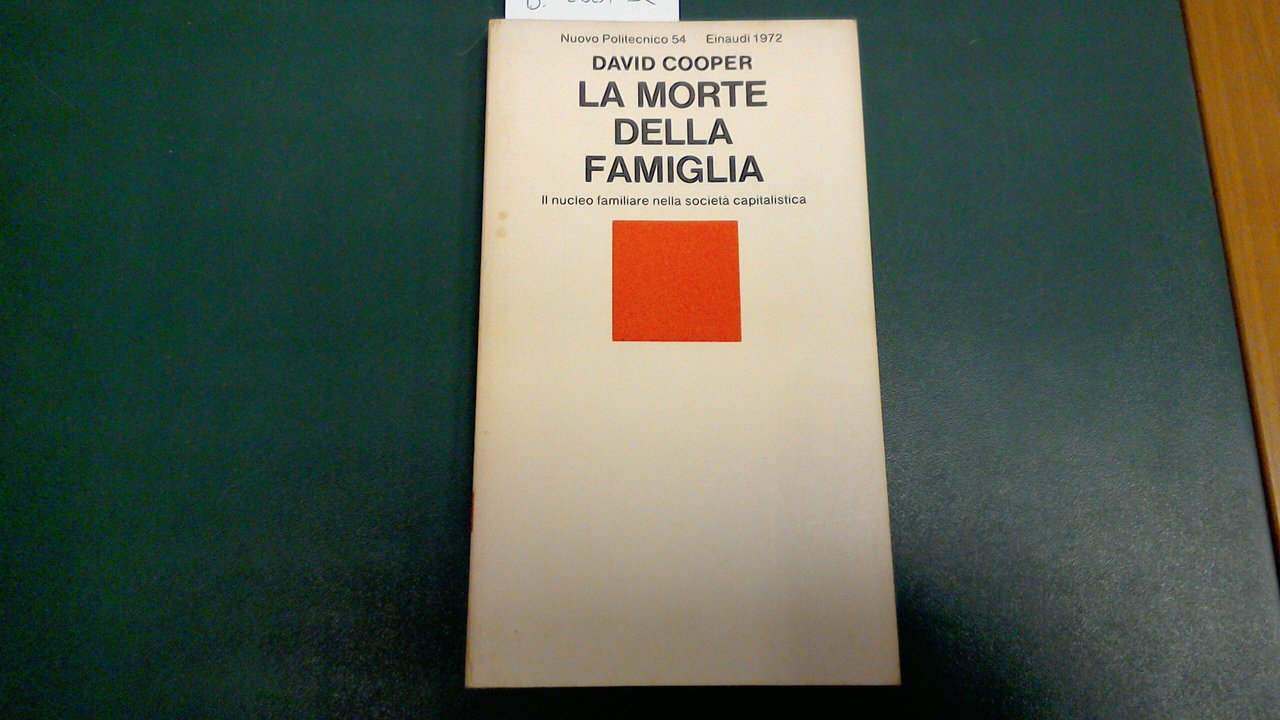 Nuovo Politecnico 54 Einaudi 1972
DAVID COOPER
LA MORTE
DELLA
FAMIGLIA
Il nucleo familiare nella società capitalistica